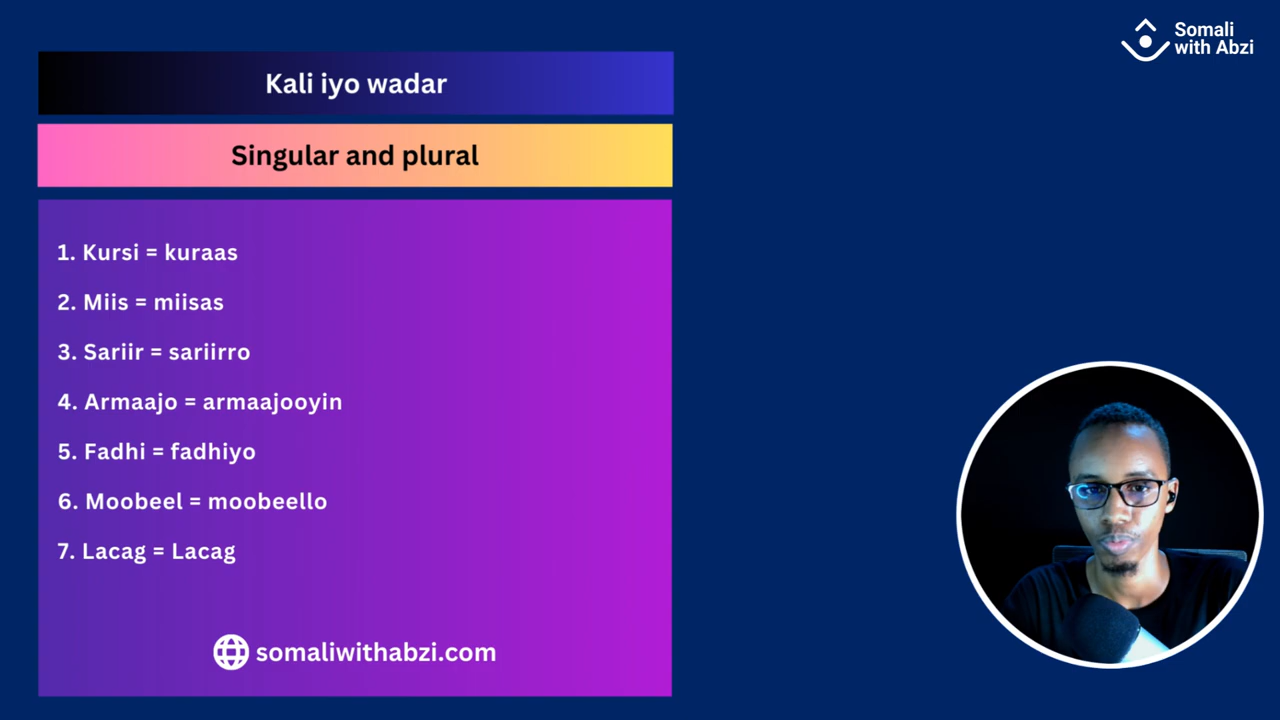 Somali
with Abzi
Kali iyo wadar
Singular and plural
1. Kursi = kuraas
2. Miis = miisas
3. Sariir = sariirro
4. Armaajo = armaajooyin
5. Fadhi = fadhiyo
6. Moobeel = moobeello
7. Lacag = Lacag
somaliwithabzi.com